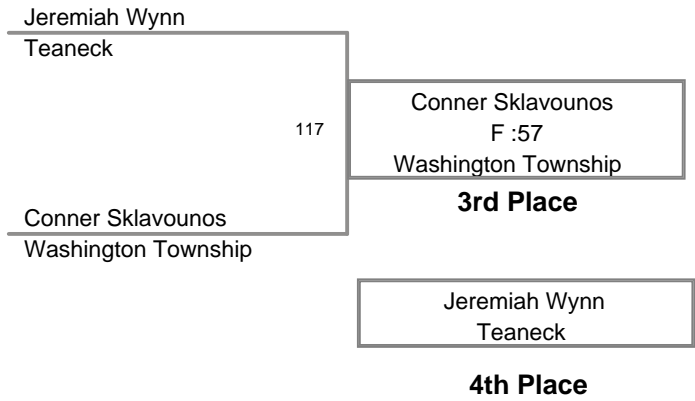 Jeremiah Wynn
Teaneck
117
Conner Sklavounos
F :57
Washington Township
3rd Place
Conner Sklavounos
Washington Township
Jeremiah Wynn
Teaneck
4th Place